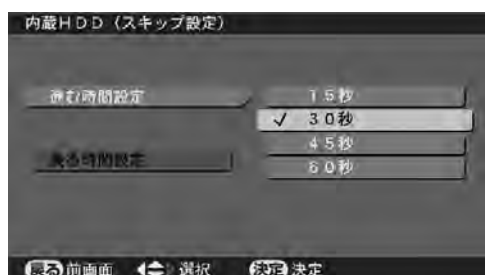 内蔵ＨＤＤ（スキップ設定）
進む時間設定
１５秒
✓ ３０秒
４５秒
戻る時間設定
６０秒
戻る 前画面 選択 決定 決定